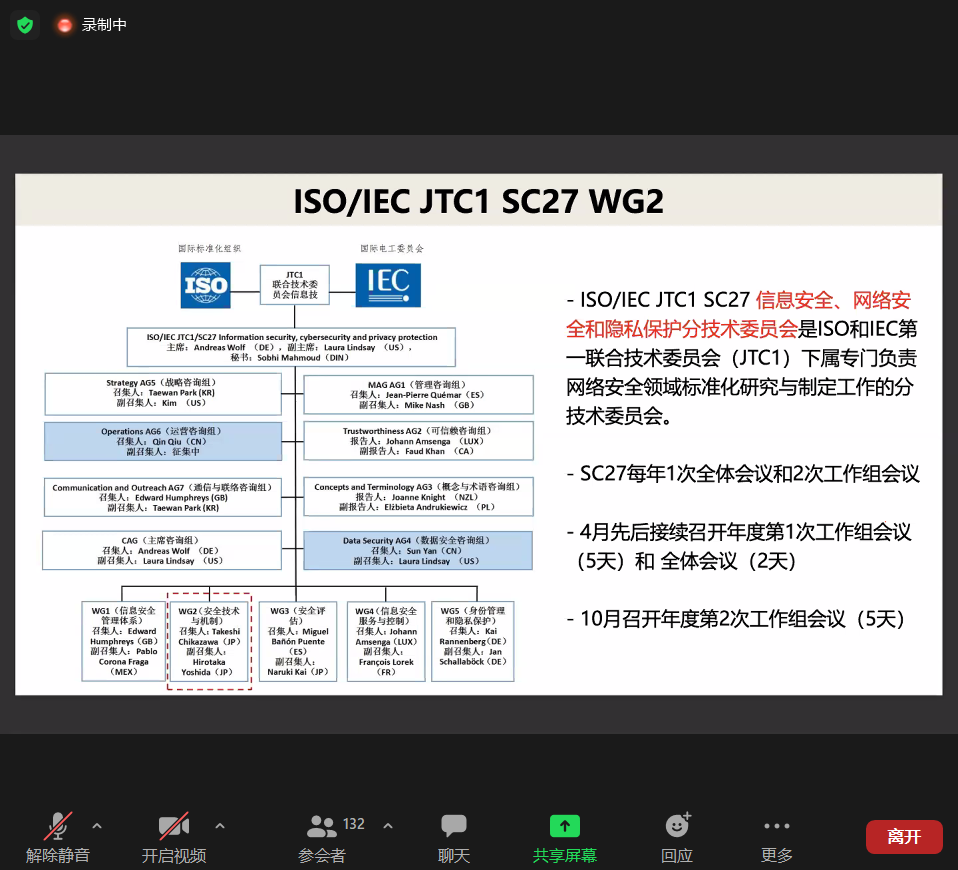 录制中
ISO/IEC JTC1 SC27 WG2
国际标准化组织
国际电工委员会
ISO
JTC1
联合技术委
员会信息技
IEC
ISO/IEC JTC1/SC27 Information security, cybersecurity and privacy protection
主席：Andreas Wolf （DE），副主席：Laura Lindsay （US），
秘书：Sobhi Mahmoud（DIN）
Strategy AG5（战略咨询组）
召集人：Taewan Park (KR)
副召集人：Kim （US）
MAG AG1（管理咨询组）
召集人：Jean-Pierre Quémar（ES）
副召集人：Mike Nash （GB）
Operations AG6（运营咨询组）
召集人：Qin Qiu（CN）
副召集人：征集中
Trustworthiness AG2（可信赖咨询组）
报告人：Johann Amsenga （LUX）
副报告人：Faud Khan （CA）
Communication and Outreach AG7（通信与联络咨询组）
召集人：Edward Humphreys (GB)
副召集人：Taewan Park (KR)
Concepts and Terminology AG3（概念与术语咨询组）
报告人：Joanne Knight （NZL）
副报告人：Elżbieta Andrukiewicz （PL）
CAG（主席咨询组）
召集人：Andreas Wolf （DE）
副召集人：Laura Lindsay （US）
Data Security AG4（数据安全咨询组）
召集人：Sun Yan（CN）
副召集人：Laura Lindsay （US）
WG1（信息安全
管理体系）
召集人：Edward
Humphreys（GB）
副召集人：Pablo
Corona Fraga
（MEX）
WG2（安全技术
与机制）
召集人：Takeshi
Chikazawa（JP）
副召集人：
Hirotaka
Yoshida（JP）
WG3（安全评
估）
召集人：Miguel
Bañón Puente
（ES）
副召集人：
Naruki Kai（JP）
WG4（信息安全
服务与控制）
召集人：Johann
Amsenga（LUX）
副召集人：
François Lorek
（FR）
WG5（身份管理
和隐私保护）
召集人：Kai
Rannenberg(DE）
副召集人：Jan
Schallaböck（DE）
- ISO/IEC JTC1 SC27 信息安全、网络安
全和隐私保护分技术委员会是ISO和IEC第
一联合技术委员会（JTC1）下属专门负责
网络安全领域标准化研究与制定工作的分
技术委员会。
- SC27每年1次全体会议和2次工作组会议
- 4月先后接续召开年度第1次工作组会议
（5天）和 全体会议（2天）
- 10月召开年度第2次工作组会议（5天）
解除静音
开启视频
132
参会者
聊天
共享屏幕
回应
更多
离开